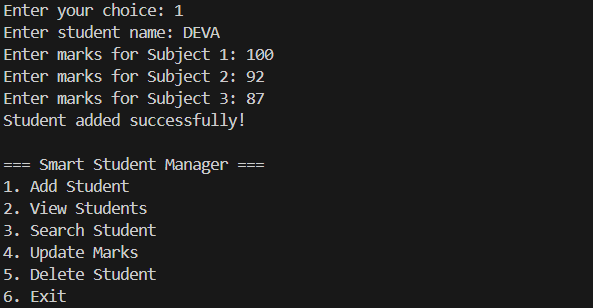 Enter your choice: 1
Enter student name: DEVA
Enter marks for Subject 1: 100
Enter marks for Subject 2: 92
Enter marks for Subject 3: 87
Student added successfully!
=== Smart Student Manager ===
1. Add Student
2. View Students
3. Search Student
4. Update Marks
5. Delete Student
6. Exit